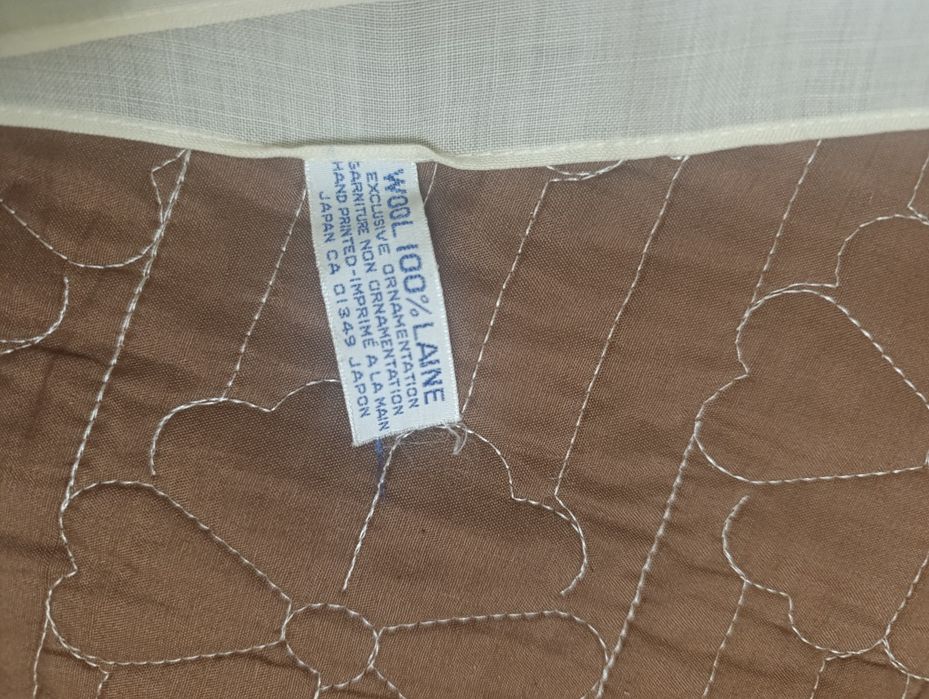 WOOL 100% LAINE
EXCLUSIVE ORNAMENTATION
GARNITURE NON ORNAMENTATION
HAND PRINTED-IMPRIMÉ A LA MAIN
JAPAN CA 01349 JAPON